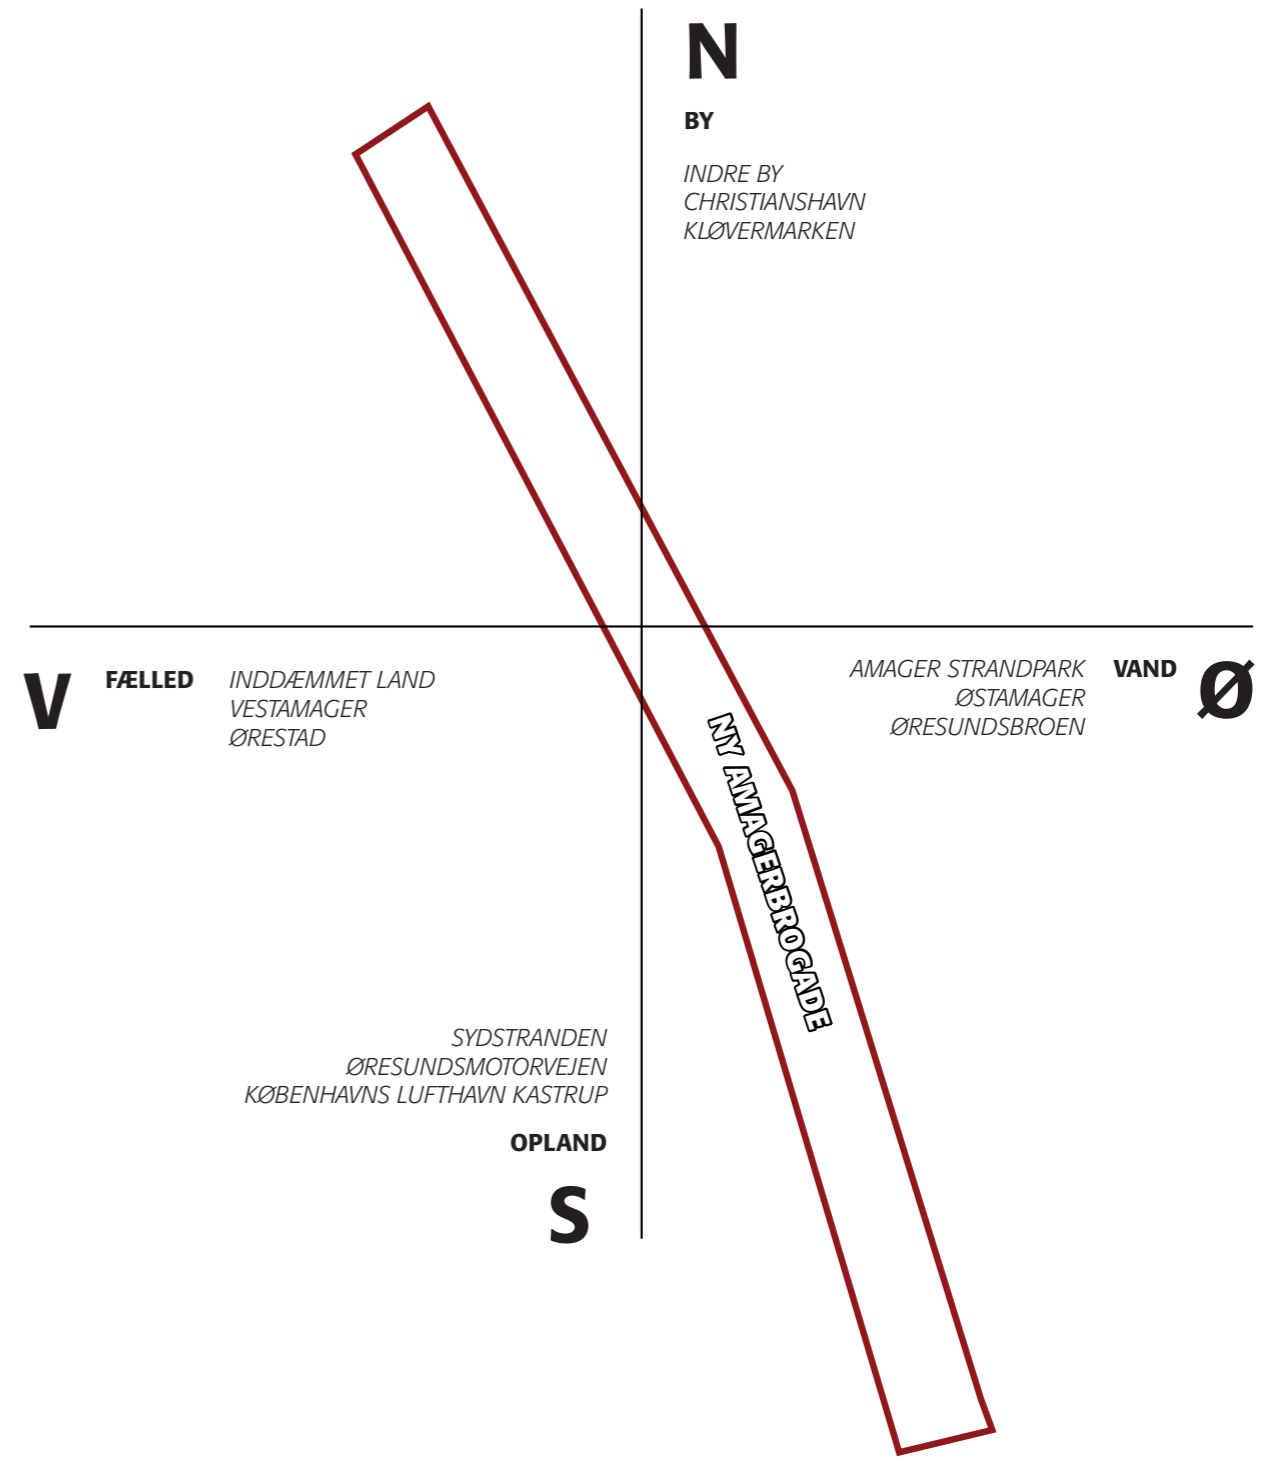 N
BY
INDRE BY
CHRISTIANSHAVN
KLØVERMARKEN
V
FÆLLED
INDDÆMMET LAND
VESTAMAGER
ØRESTAD
AMAGER STRANDPARK
ØSTAMAGER
ØRESUNDSBROEN
VAND
Ø
NY AMAGERBROGADE
SYDSTRANDEN
ØRESUNDSMOTORVEJEN
KØBENHAVNS LUFTHAVN KASTRUP
OPLAND
S